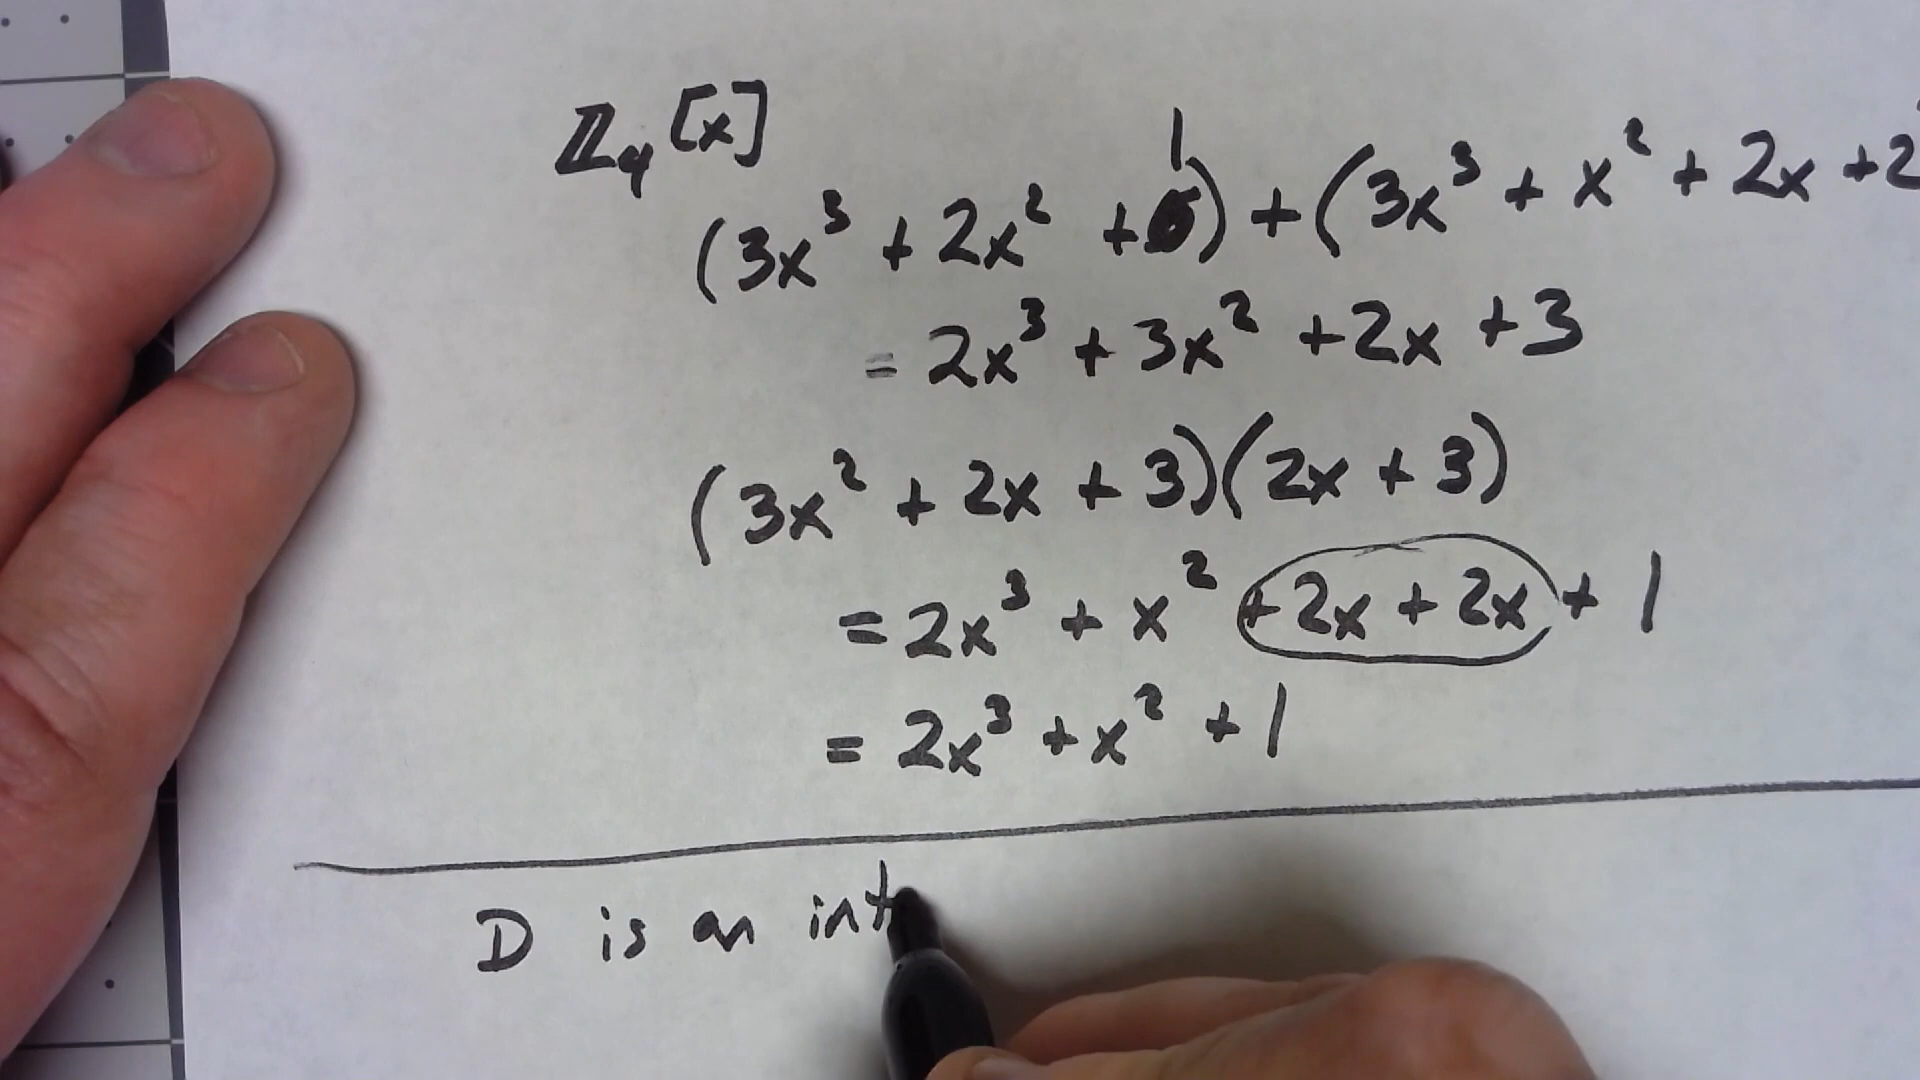 ℤ₄[x]
1
(3x³ + 2x² + ) + (3x³ + x² + 2x + 2
= 2x³ + 3x² + 2x + 3
(3x² + 2x + 3)(2x + 3)
= 2x³ + x² + 2x + 2x + 1
= 2x³ + x² + 1
D is an int